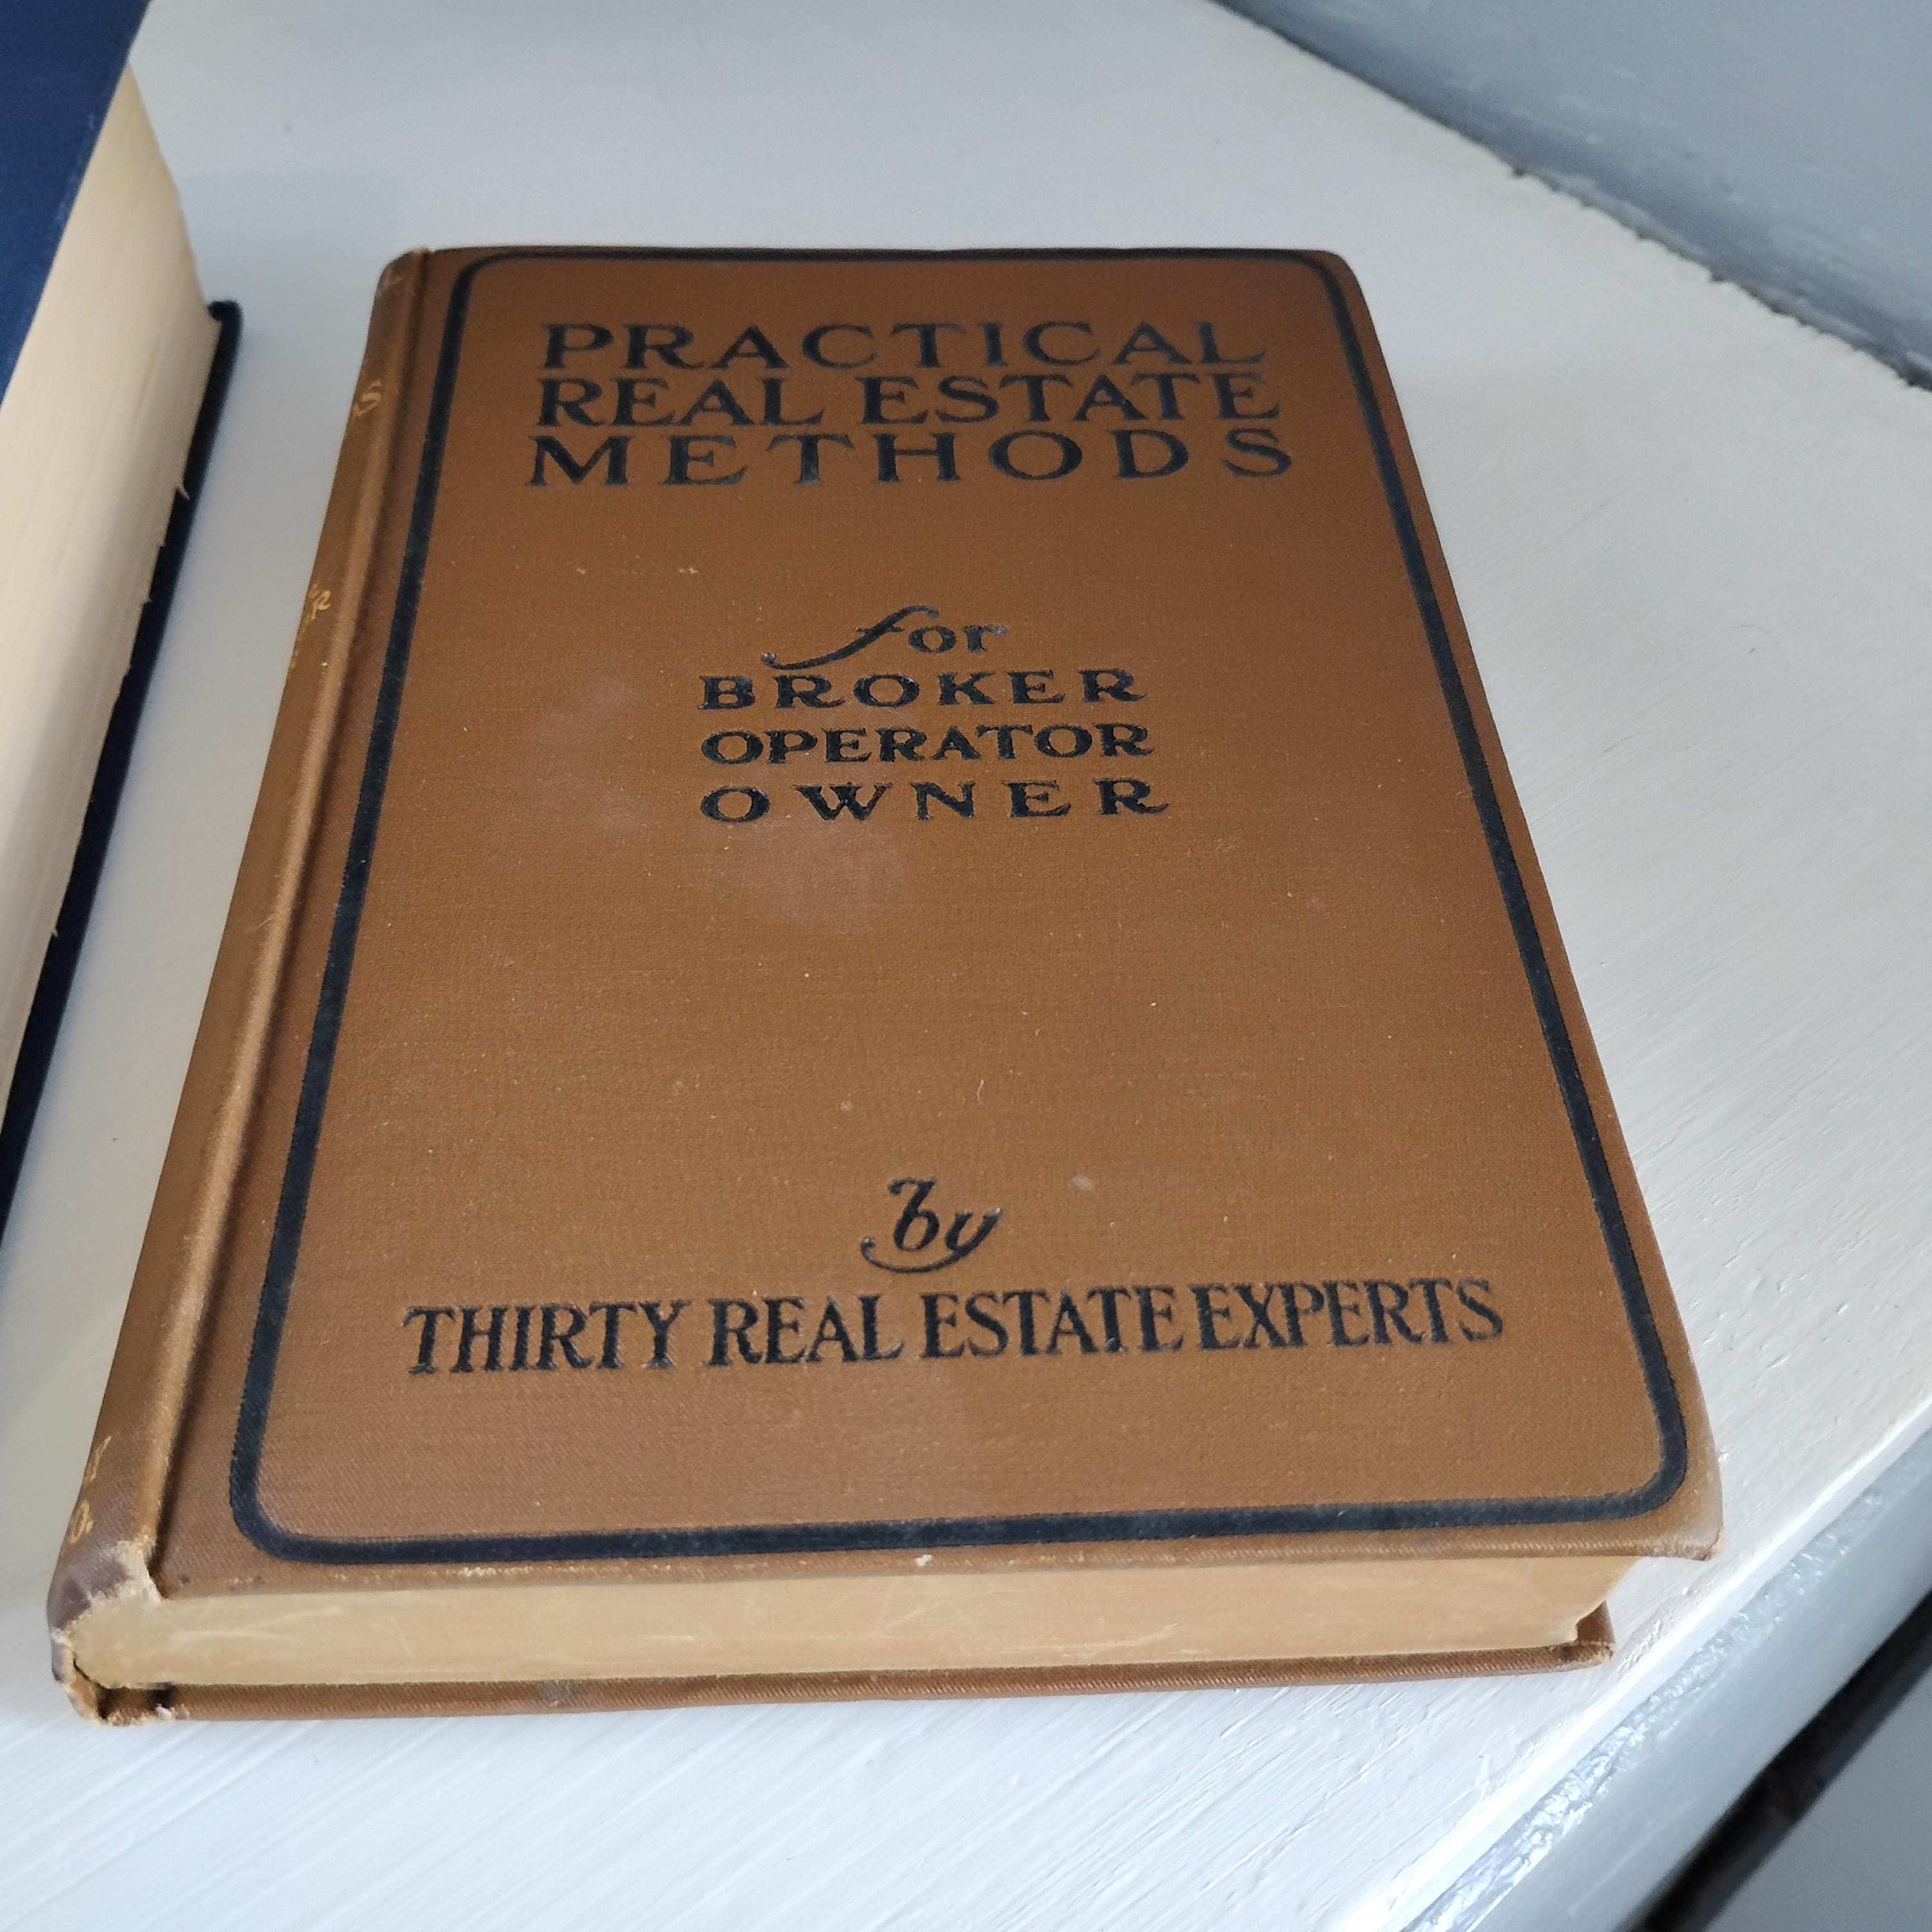 PRACTICAL
REAL ESTATE
METHODS
for
BROKER
OPERATOR
OWNER
by
THIRTY REAL ESTATE EXPERTS